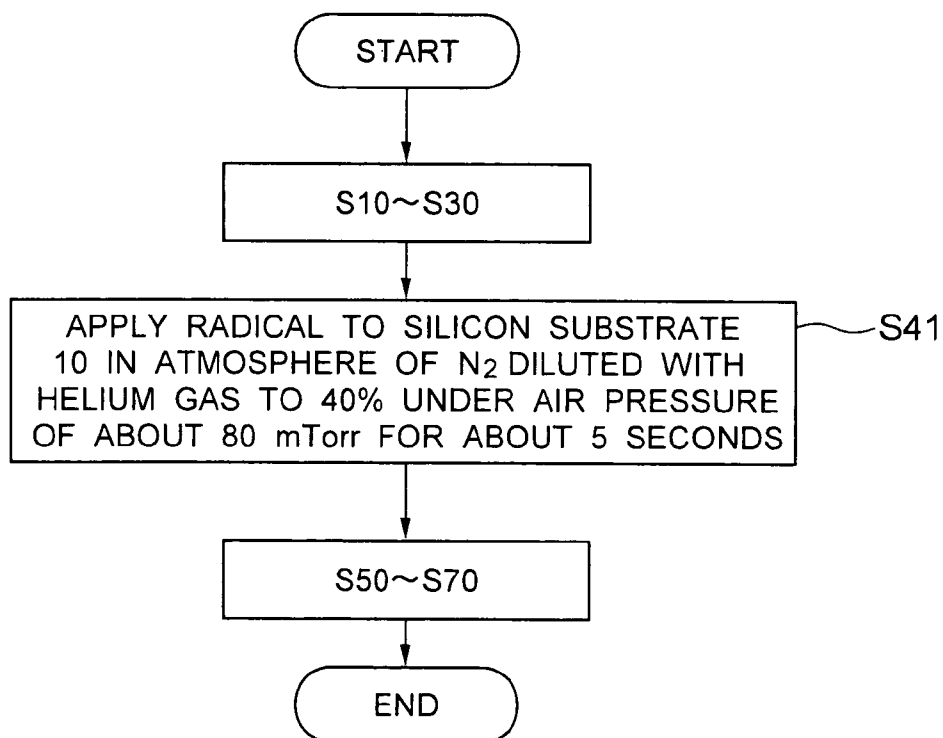 START
S10～S30
APPLY RADICAL TO SILICON SUBSTRATE
10 IN ATMOSPHERE OF N2 DILUTED WITH
HELIUM GAS TO 40% UNDER AIR PRESSURE
OF ABOUT 80 mTorr FOR ABOUT 5 SECONDS
S41
S50～S70
END